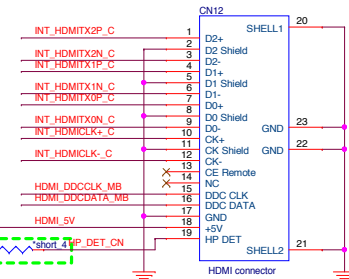 CN12
SHELL1 20
INT_HDMITX2P_C 1 D2+
2 D2 Shield
INT_HDMITX2N_C 3 D2-
INT_HDMITX1P_C 4 D1+
5 D1 Shield
INT_HDMITX1N_C 6 D1-
INT_HDMITX0P_C 7 D0+
8 D0 Shield
INT_HDMITX0N_C 9 D0- GND 23
INT_HDMICLK+_C 10 CK+
11 CK Shield GND 22
INT_HDMICLK-_C 12 CK-
13 CE Remote
14 NC
HDMI_DDCCLK_MB 15 DDC CLK
HDMI_DDCDATA_MB 16 DDC DATA
17 GND
HDMI_5V 18 +5V
*short_4 HP_DET_CN 19 HP DET
SHELL2 21
HDMI connector